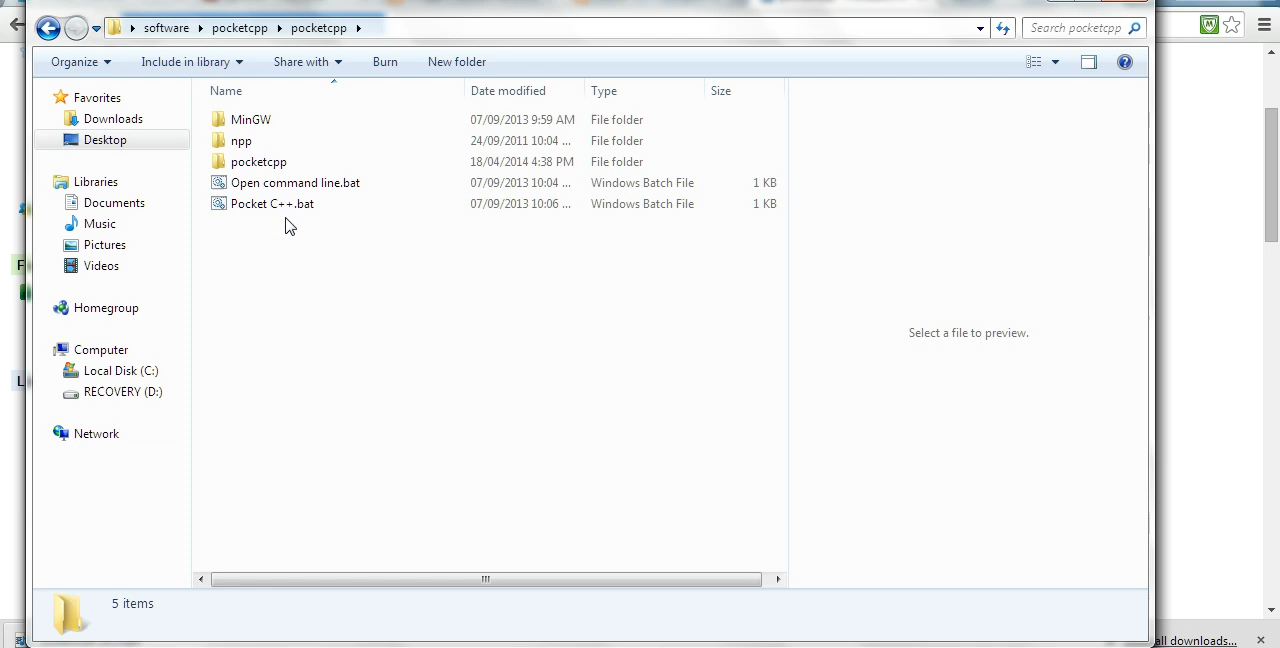 software pocketcpp pocketcpp
Search pocketcpp
Organize Include in library Share with Burn New folder
Name Date modified Type Size
Favorites
Downloads
Desktop
Libraries
Documents
Music
Pictures
Videos
Homegroup
Computer
Local Disk (C:)
RECOVERY (D:)
Network
MinGW 07/09/2013 9:59 AM File folder
npp 24/09/2011 10:04 ... File folder
pocketcpp 18/04/2014 4:38 PM File folder
Open command line.bat 07/09/2013 10:04 ... Windows Batch File 1 KB
Pocket C++.bat 07/09/2013 10:06 ... Windows Batch File 1 KB
Select a file to preview.
5 items
all downloads...